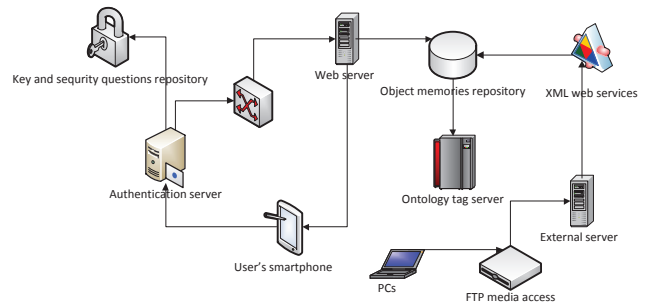 Web server
Key and sequrity questions repository
Object memories repository
XML web services
Authentication server
Ontology tag server
External server
User's smartphone
PCs
FTP media access